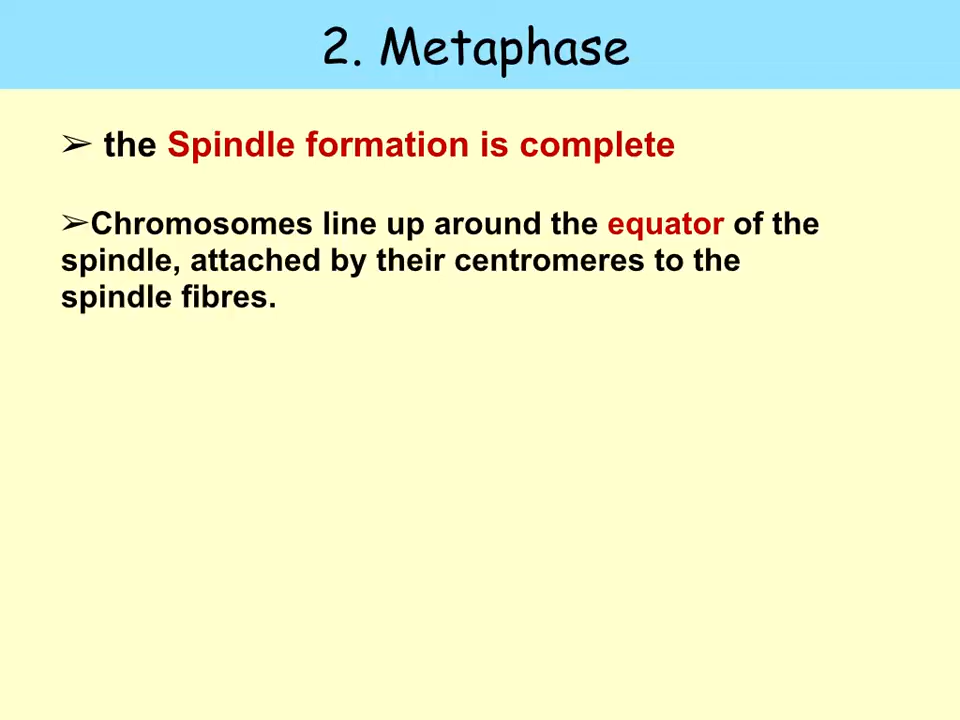 2. Metaphase
➢ the Spindle formation is complete
➢Chromosomes line up around the equator of the
spindle, attached by their centromeres to the
spindle fibres.